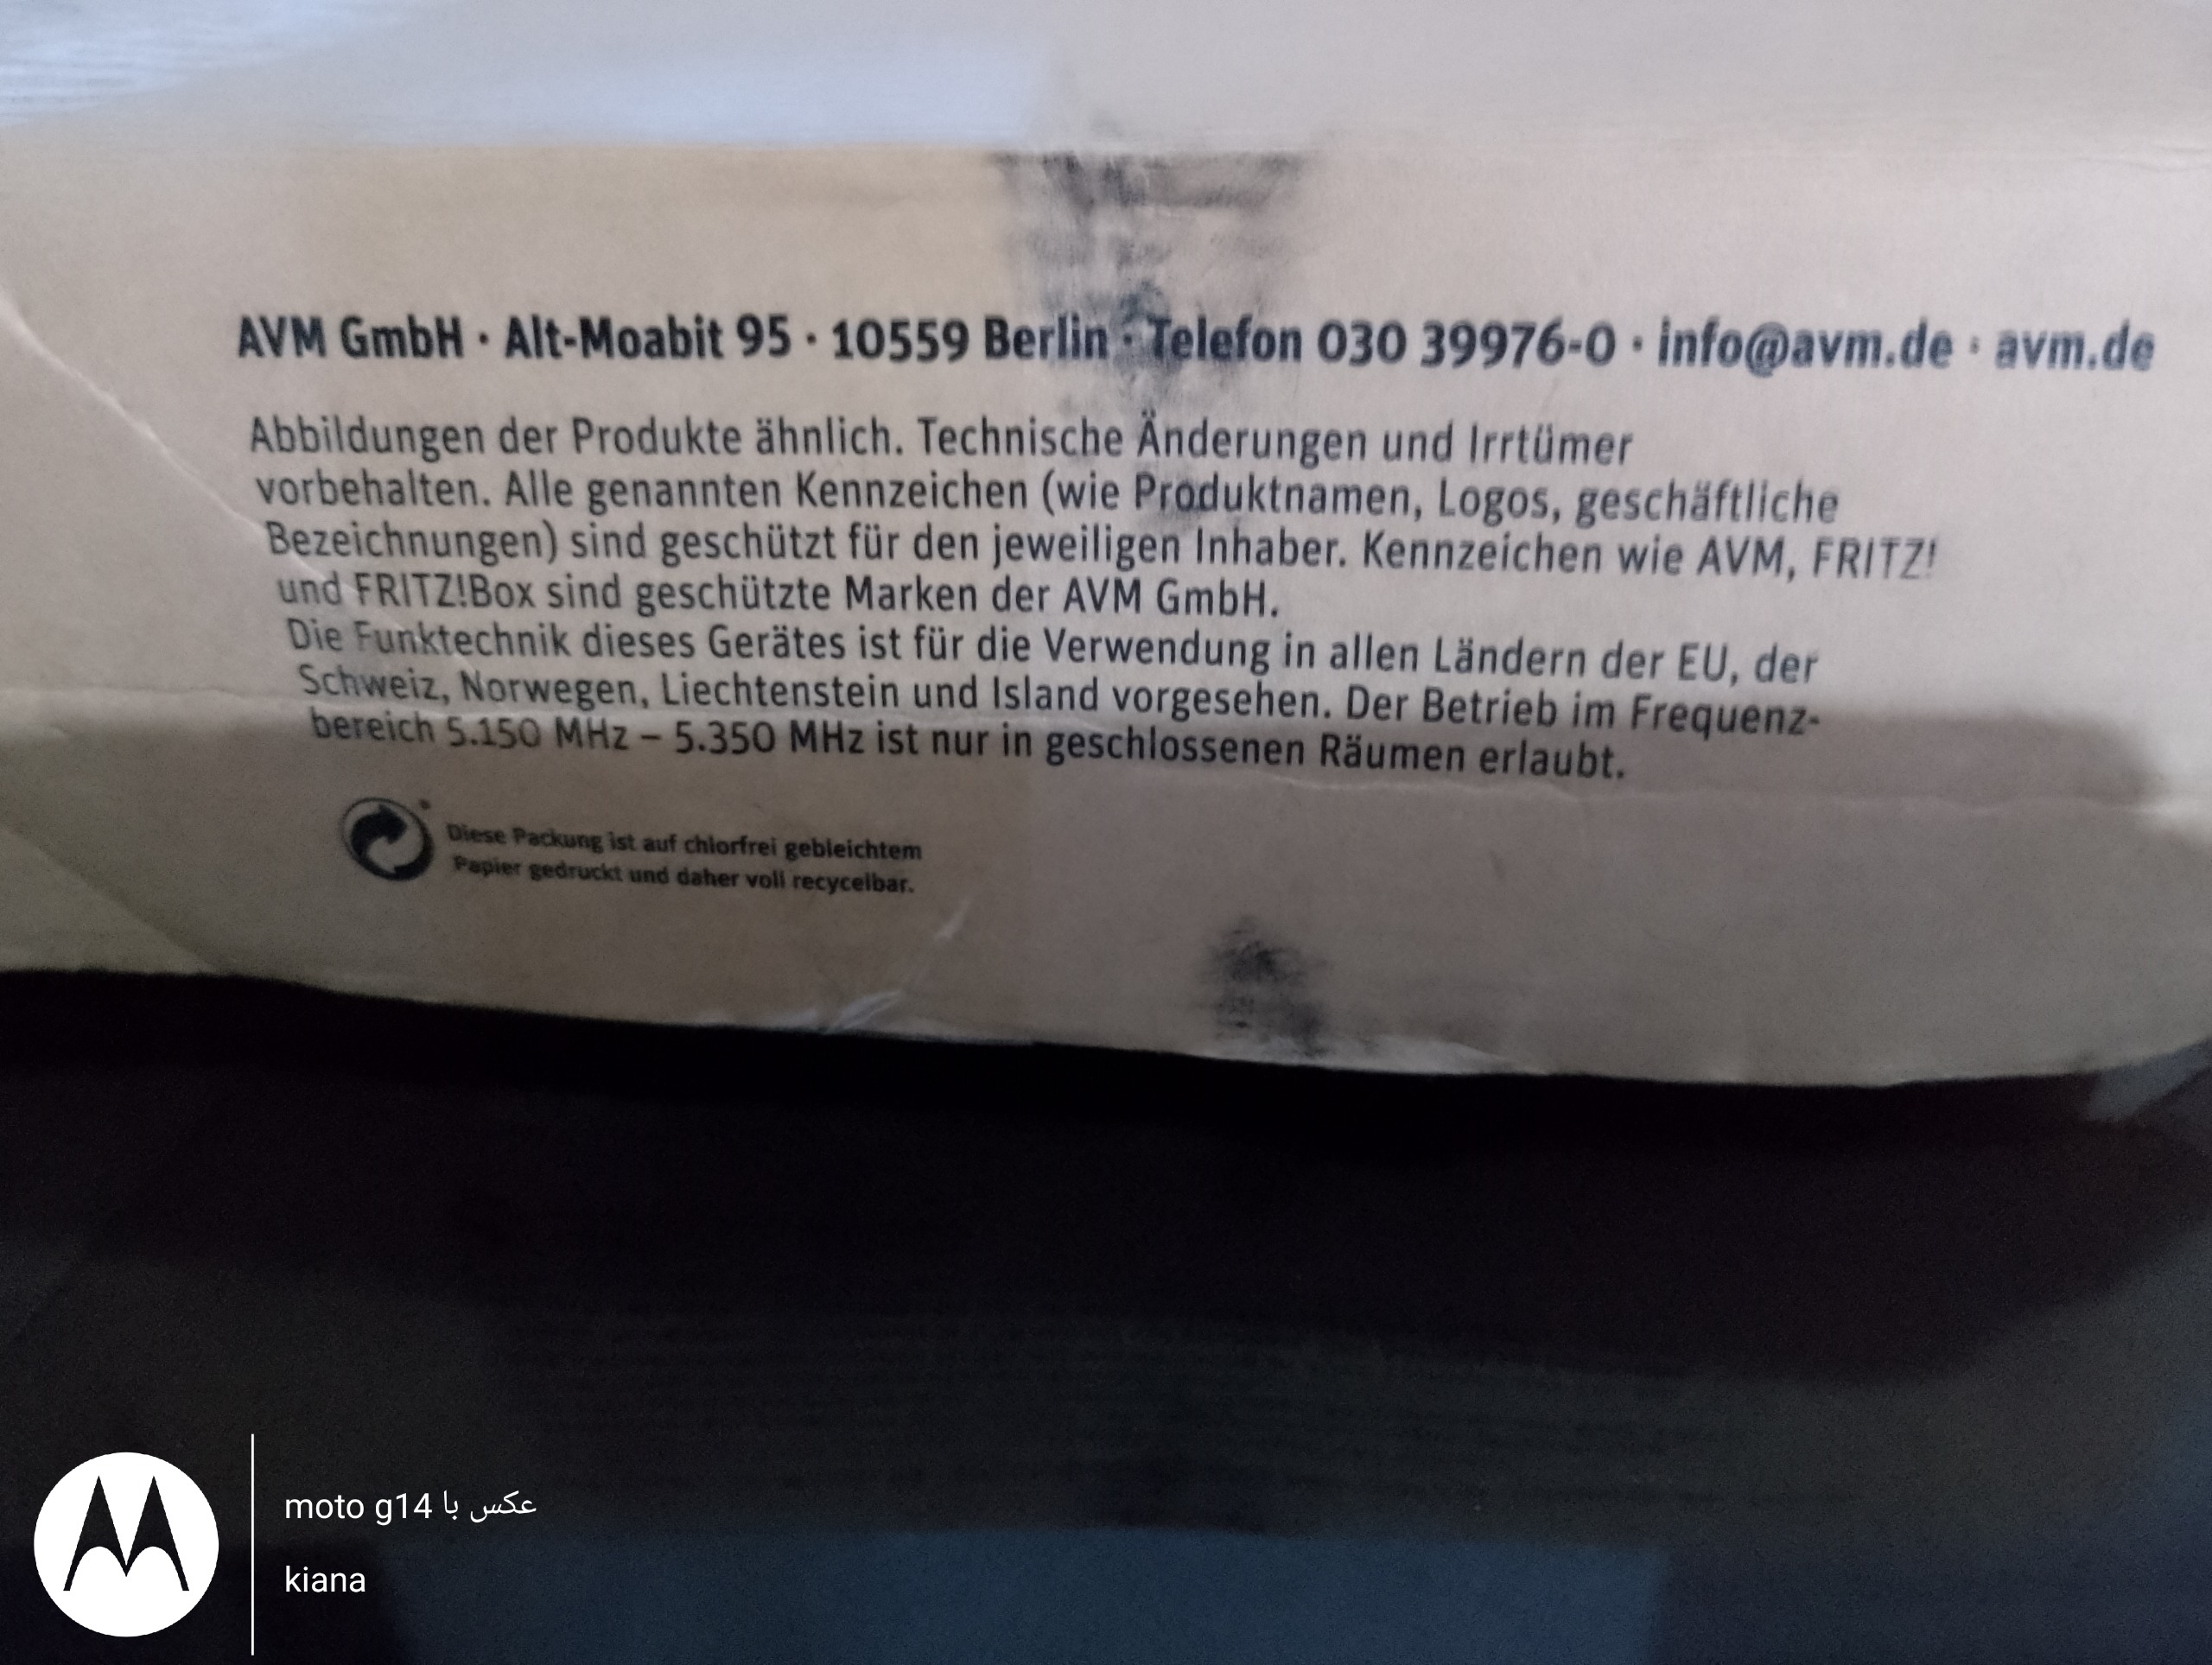 AVM GmbH · Alt-Moabit 95 · 10559 Berlin · Telefon 030 39976-0 · info@avm.de · avm.de
Abbildungen der Produkte ähnlich. Technische Änderungen und Irrtümer
vorbehalten. Alle genannten Kennzeichen (wie Produktnamen, Logos, geschäftliche
Bezeichnungen) sind geschützt für den jeweiligen Inhaber. Kennzeichen wie AVM, FRITZ!
und FRITZ!Box sind geschützte Marken der AVM GmbH.
Die Funktechnik dieses Gerätes ist für die Verwendung in allen Ländern der EU, der
Schweiz, Norwegen, Liechtenstein und Island vorgesehen. Der Betrieb im Frequenz-
bereich 5.150 MHz – 5.350 MHz ist nur in geschlossenen Räumen erlaubt.
Diese Packung ist auf chlorfrei gebleichtem
Papier gedruckt und daher voll recycelbar.
عکس با moto g14
kiana